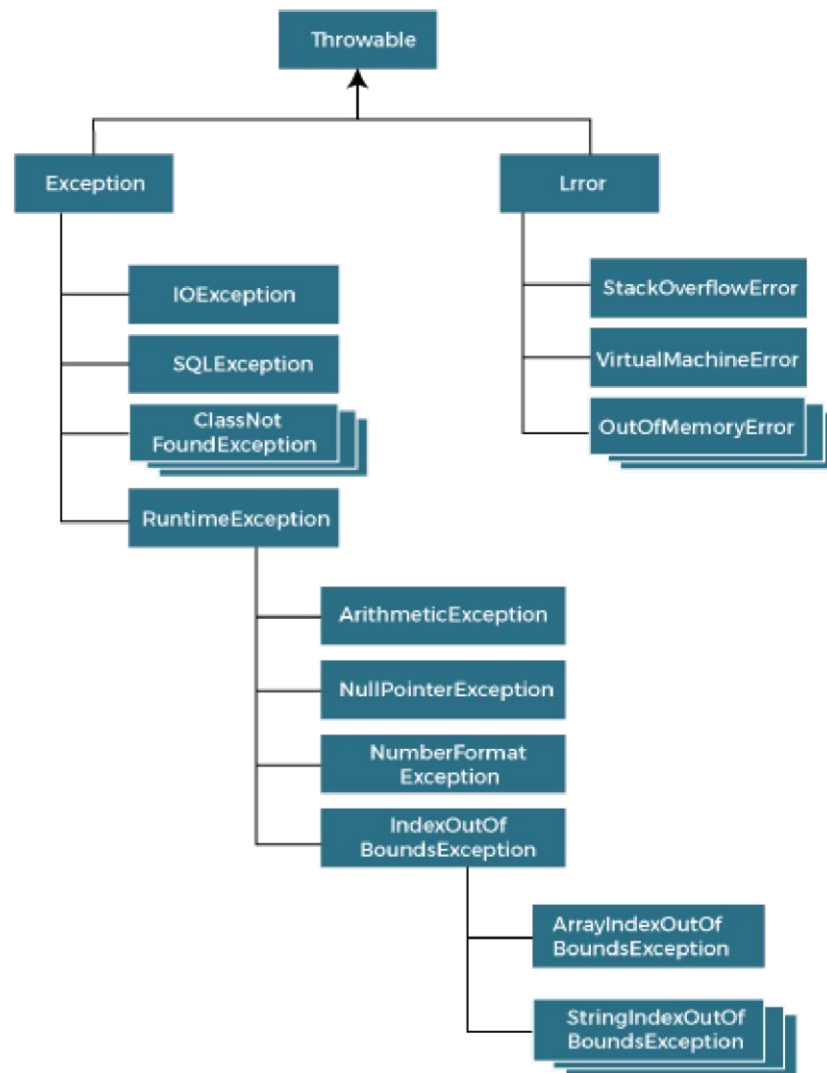 Throwable
Exception
Lrror
IOException
StackOverflowError
SQLException
VirtualMachineError
ClassNot
FoundException
OutOfMemoryError
RuntimeException
ArithmeticException
NullPointerException
NumberFormat
Exception
IndexOutOf
BoundsException
ArrayIndexOutOf
BoundsException
StringIndexOutOf
BoundsException